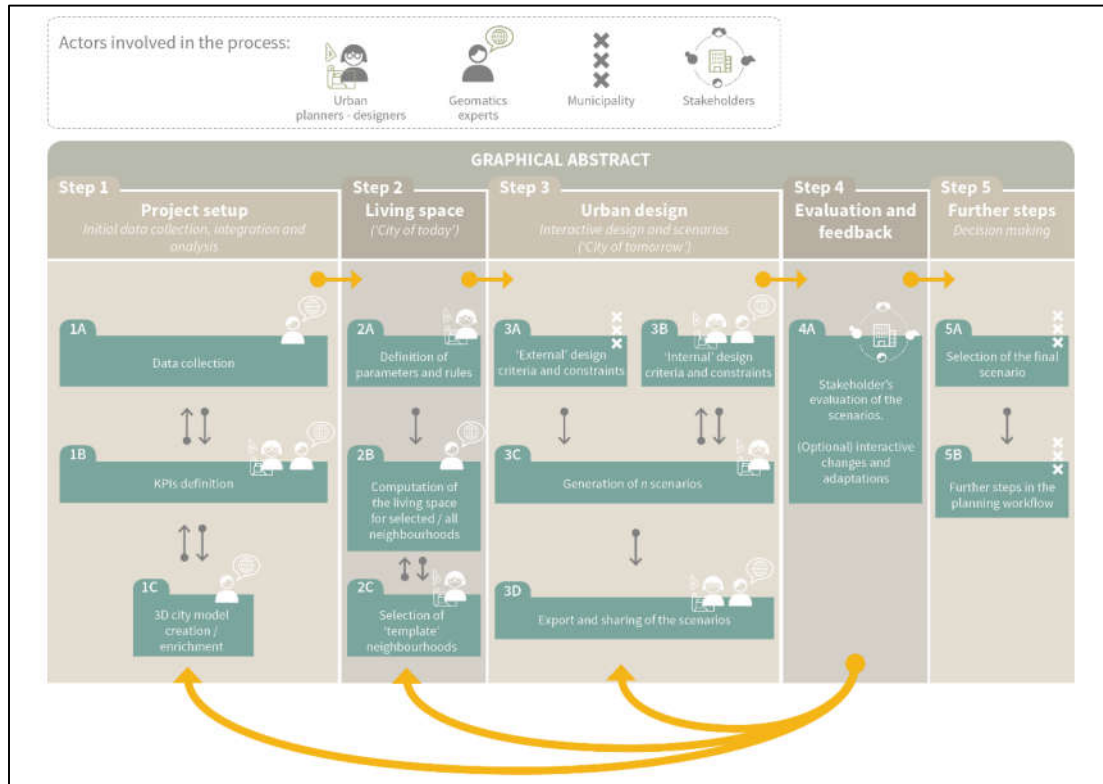 Actors involved in the process:
Urban
planners - designers
Geomatics
experts
Municipality
Stakeholders
GRAPHICAL ABSTRACT
Step 1
Project setup
Initial data collection, integration and
analysis
Step 2
Living space
('City of today')
Step 3
Urban design
Interactive design and scenarios
('City of tomorrow')
Step 4
Evaluation and
feedback
Step 5
Further steps
Decision making
1A
Data collection
1B
KPIs definition
1C
3D city model
creation /
enrichment
2A
Definition of
parameters and rules
2B
Computation of
the living space
for selected / all
neighbourhoods
2C
Selection of
'template'
neighbourhoods
3A
'External' design
criteria and constraints
3B
'Internal' design
criteria and constraints
3C
Generation of n scenarios
3D
Export and sharing of the scenarios
4A
Stakeholder's
evaluation of the
scenarios.
(Optional) interactive
changes and
adaptations
5A
Selection of the final
scenario
5B
Further steps in the
planning workflow